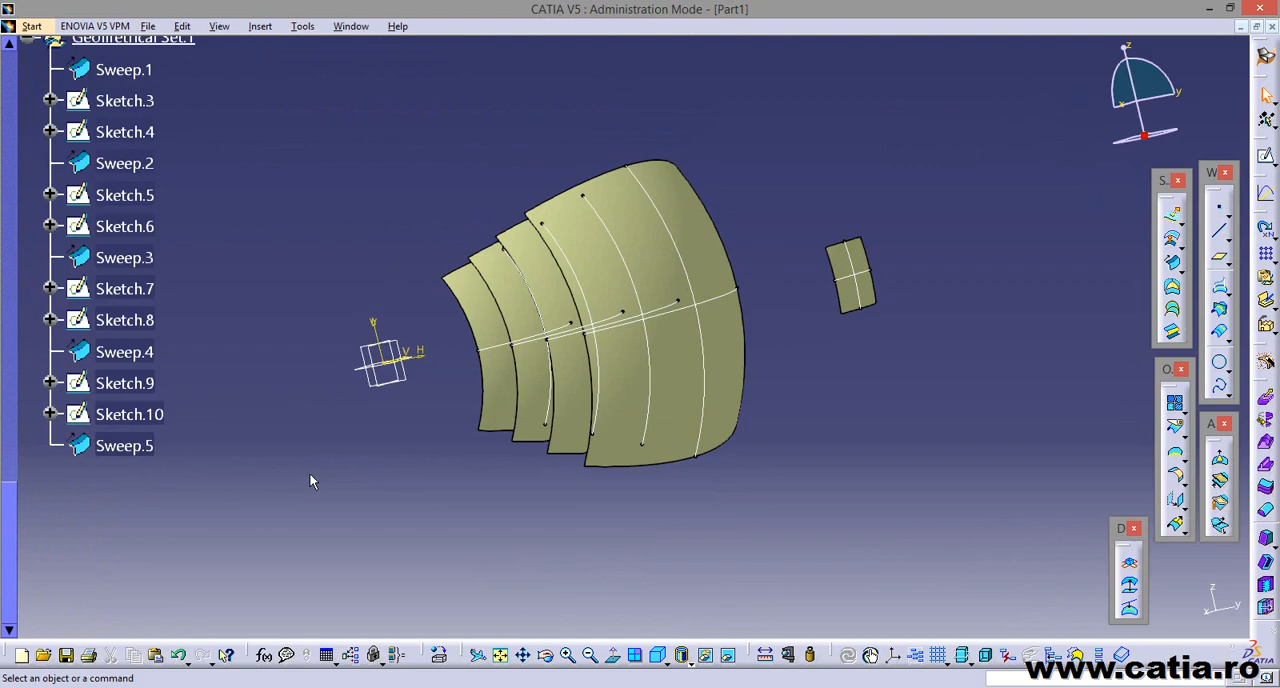 CATIA V5 : Administration Mode - [Part1]
Start ENOVIA V5 VPM File Edit View Insert Tools Window Help
Geometrical Set.1
Sweep.1
Sketch.3
Sketch.4
Sweep.2
Sketch.5
Sketch.6
Sweep.3
Sketch.7
Sketch.8
Sweep.4
Sketch.9
Sketch.10
Sweep.5
V H
z
y
x
S...
W
O.
A
D
z
x y
www.catia.ro
Select an object or a command